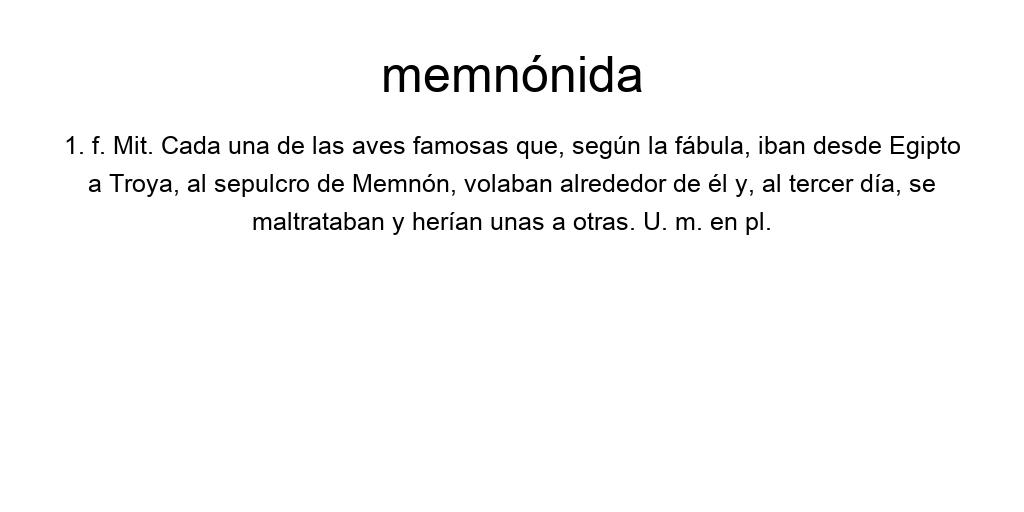 memnónida
1. f. Mit. Cada una de las aves famosas que, según la fábula, iban desde Egipto
a Troya, al sepulcro de Memnón, volaban alrededor de él y, al tercer día, se
maltrataban y herían unas a otras. U. m. en pl.